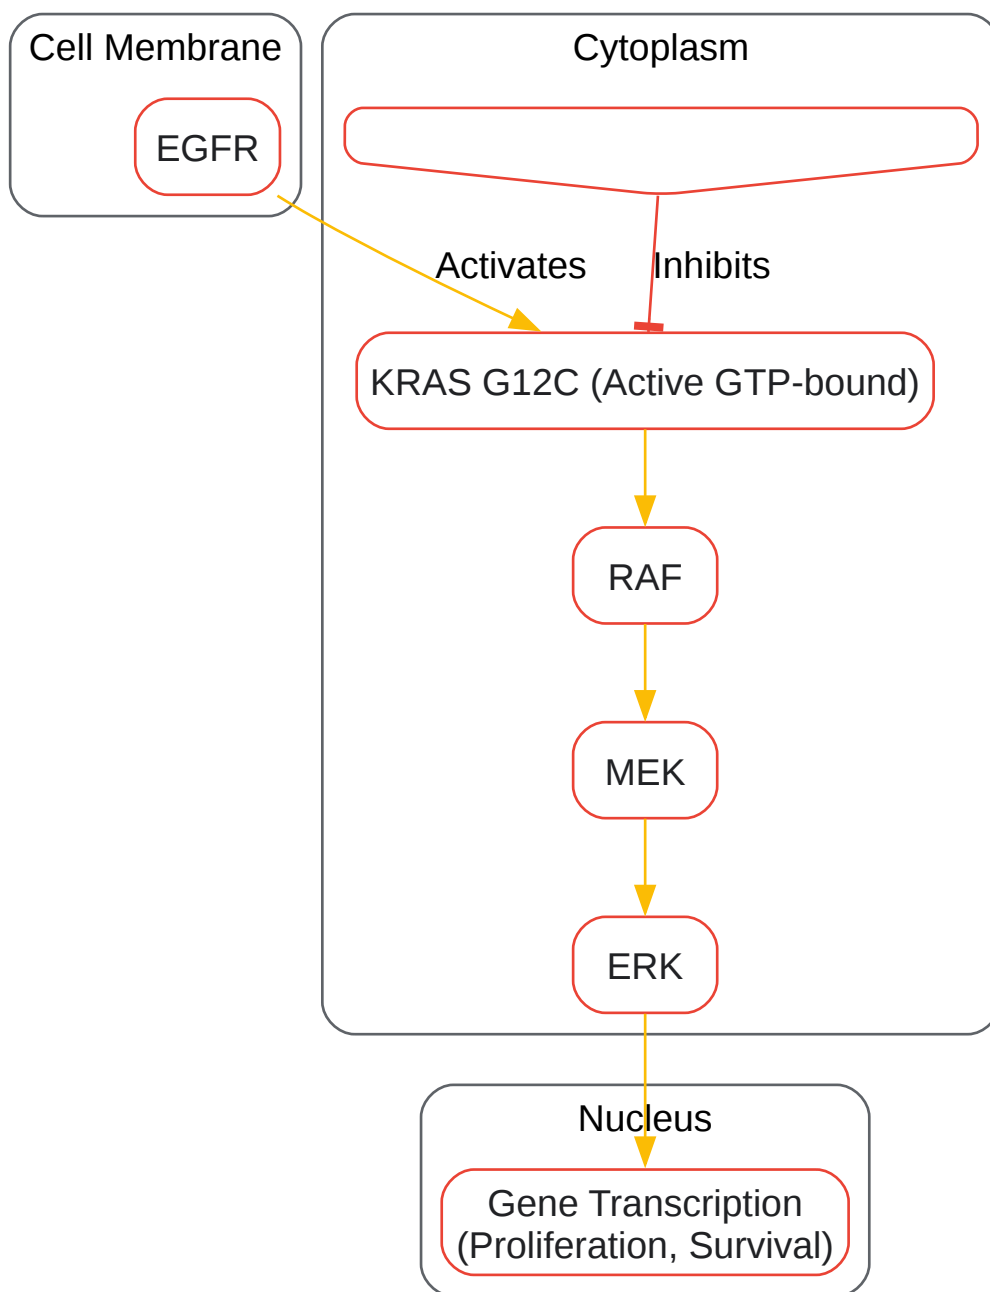 Cell Membrane
Cytoplasm
EGFR
Activates
Inhibits
KRAS G12C (Active GTP-bound)
RAF
MEK
ERK
Nucleus
Gene Transcription
(Proliferation, Survival)